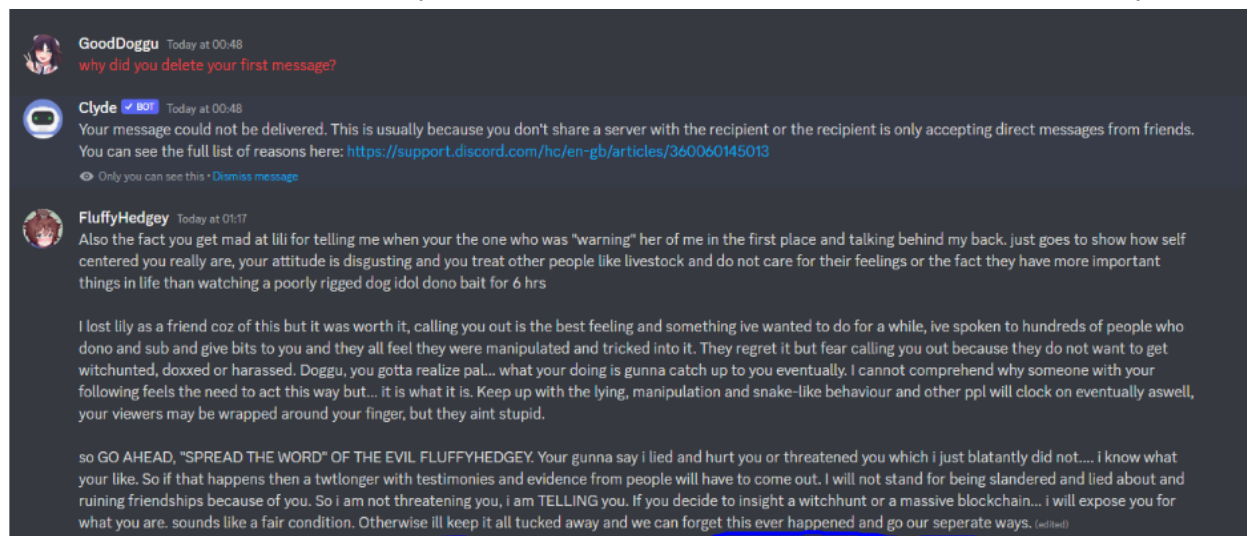 GoodDoggu Today at 00:48
why did you delete your first message?
Clyde ✓ BOT Today at 00:48
Your message could not be delivered. This is usually because you don't share a server with the recipient or the recipient is only accepting direct messages from friends.
You can see the full list of reasons here: https://support.discord.com/hc/en-gb/articles/360060145013
Only you can see this • Dismiss message
FluffyHedgey Today at 01:17
Also the fact you get mad at lili for telling me when your the one who was "warning" her of me in the first place and talking behind my back. just goes to show how self
centered you really are, your attitude is disgusting and you treat other people like livestock and do not care for their feelings or the fact they have more important
things in life than watching a poorly rigged dog idol dono bait for 6 hrs
I lost lily as a friend coz of this but it was worth it, calling you out is the best feeling and something ive wanted to do for a while, ive spoken to hundreds of people who
dono and sub and give bits to you and they all feel they were manipulated and tricked into it. They regret it but fear calling you out because they do not want to get
witchunted, doxxed or harassed. Doggu, you gotta realize pal... what your doing is gunna catch up to you eventually. I cannot comprehend why someone with your
following feels the need to act this way but... it is what it is. Keep up with the lying, manipulation and snake-like behaviour and other ppl will clock on eventually aswell,
your viewers may be wrapped around your finger, but they aint stupid.
so GO AHEAD, "SPREAD THE WORD" OF THE EVIL FLUFFYHEDGEY. Your gunna say i lied and hurt you or threatened you which i just blatantly did not.... i know what
your like. So if that happens then a twtlonger with testimonies and evidence from people will have to come out. I will not stand for being slandered and lied about and
ruining friendships because of you. So i am not threatening you, i am TELLING you. If you decide to insight a witchhunt or a massive blockchain... i will expose you for
what you are. sounds like a fair condition. Otherwise ill keep it all tucked away and we can forget this ever happened and go our seperate ways. (edited)